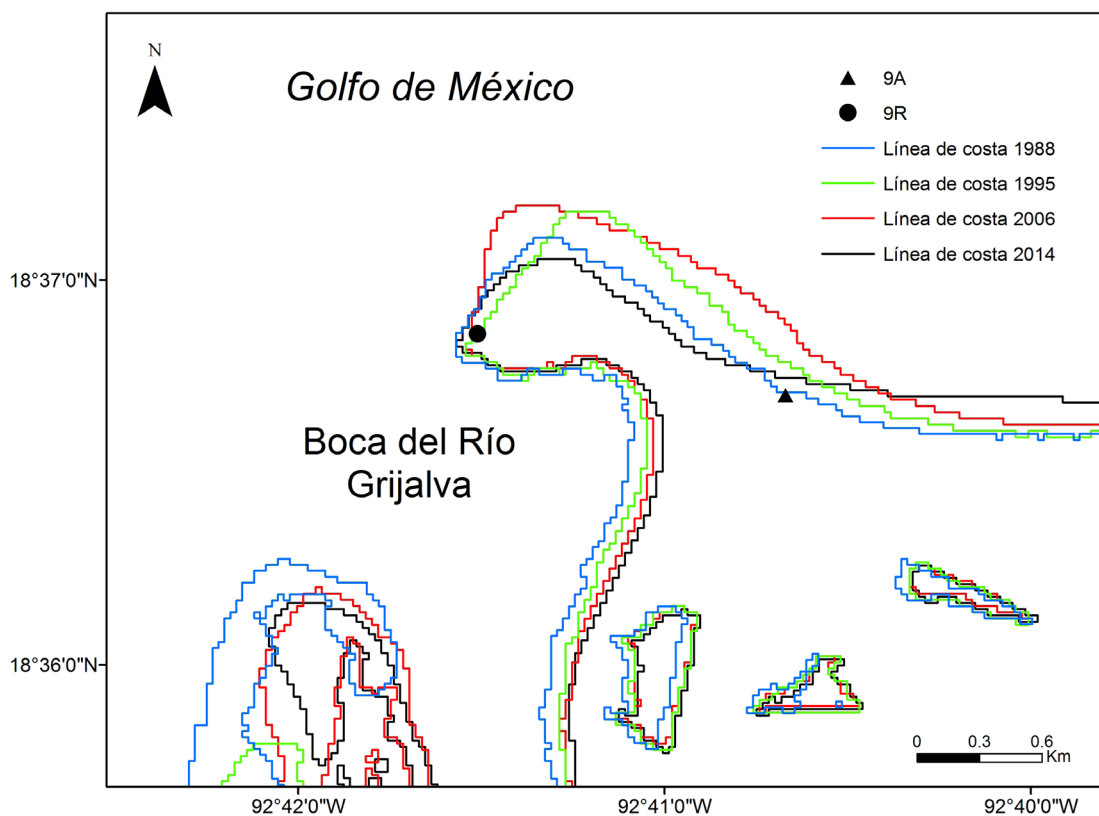 N
Golfo de México
9A
9R
Línea de costa 1988
Línea de costa 1995
Línea de costa 2006
Línea de costa 2014
18°37'0"N
Boca del Río
Grijalva
18°36'0"N
0 0.3 0.6
Km
92°42'0"W 92°41'0"W 92°40'0"W